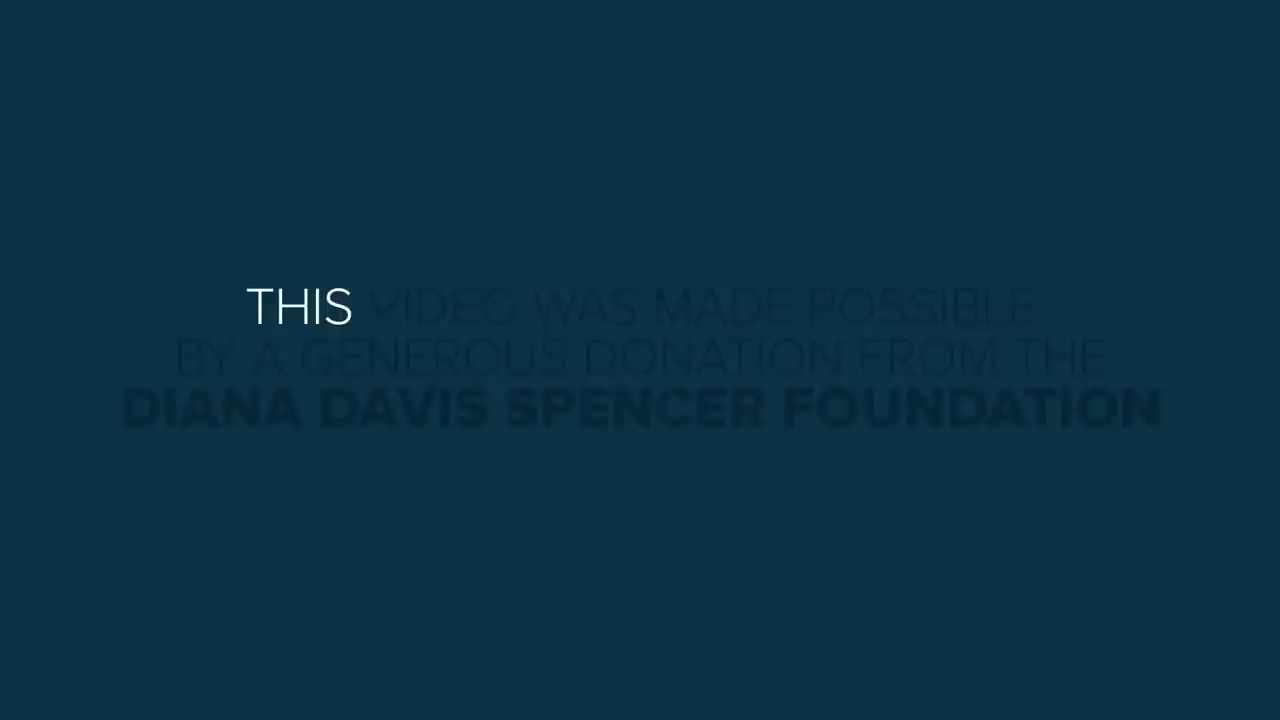 THIS VIDEO WAS MADE POSSIBLE
BY A GENEROUS DONATION FROM THE
DIANA DAVIS SPENCER FOUNDATION